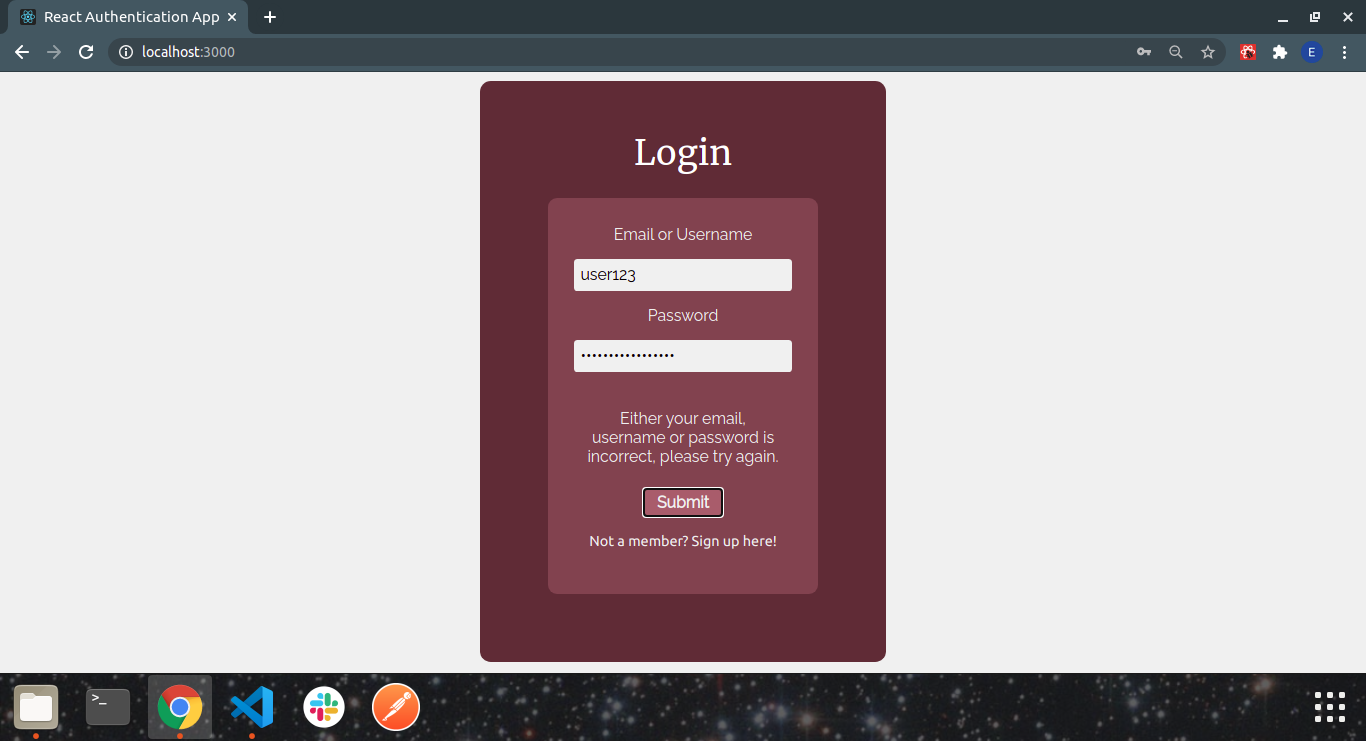 React Authentication App
localhost:3000
E
Login
Email or Username
user123
Password
•••••••••••••••••
Either your email,
username or password is
incorrect, please try again.
Submit
Not a member? Sign up here!
>_